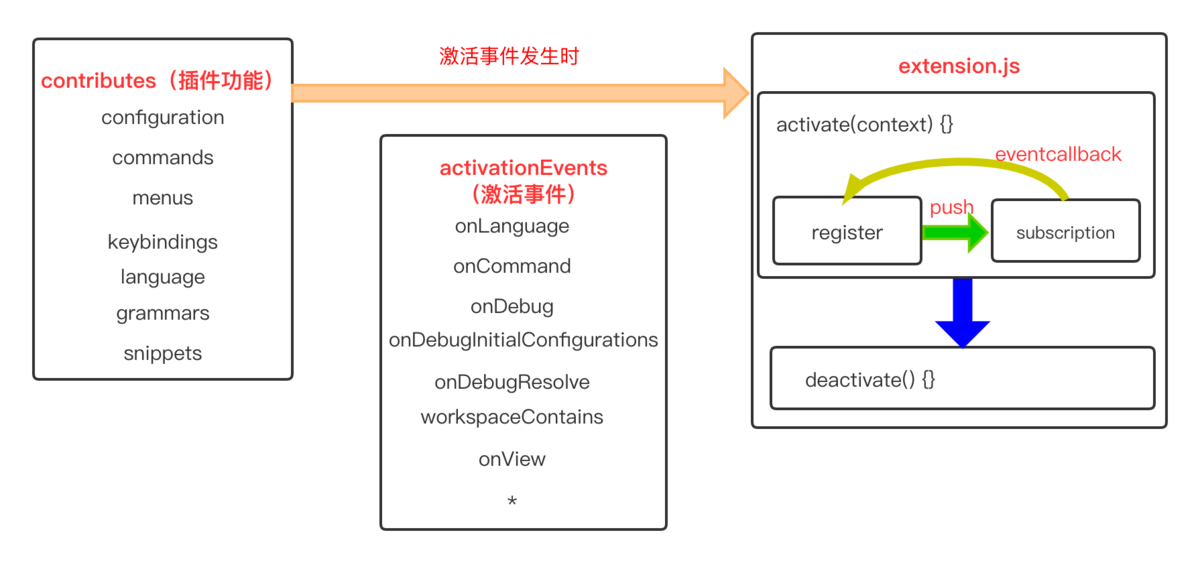 contributes（插件功能）
configuration
commands
menus
keybindings
language
grammars
snippets
激活事件发生时
activationEvents
（激活事件）
onLanguage
onCommand
onDebug
onDebugInitialConfigurations
onDebugResolve
workspaceContains
onView
*
extension.js
activate(context) {}
eventcallback
push
register
subscription
deactivate() {}